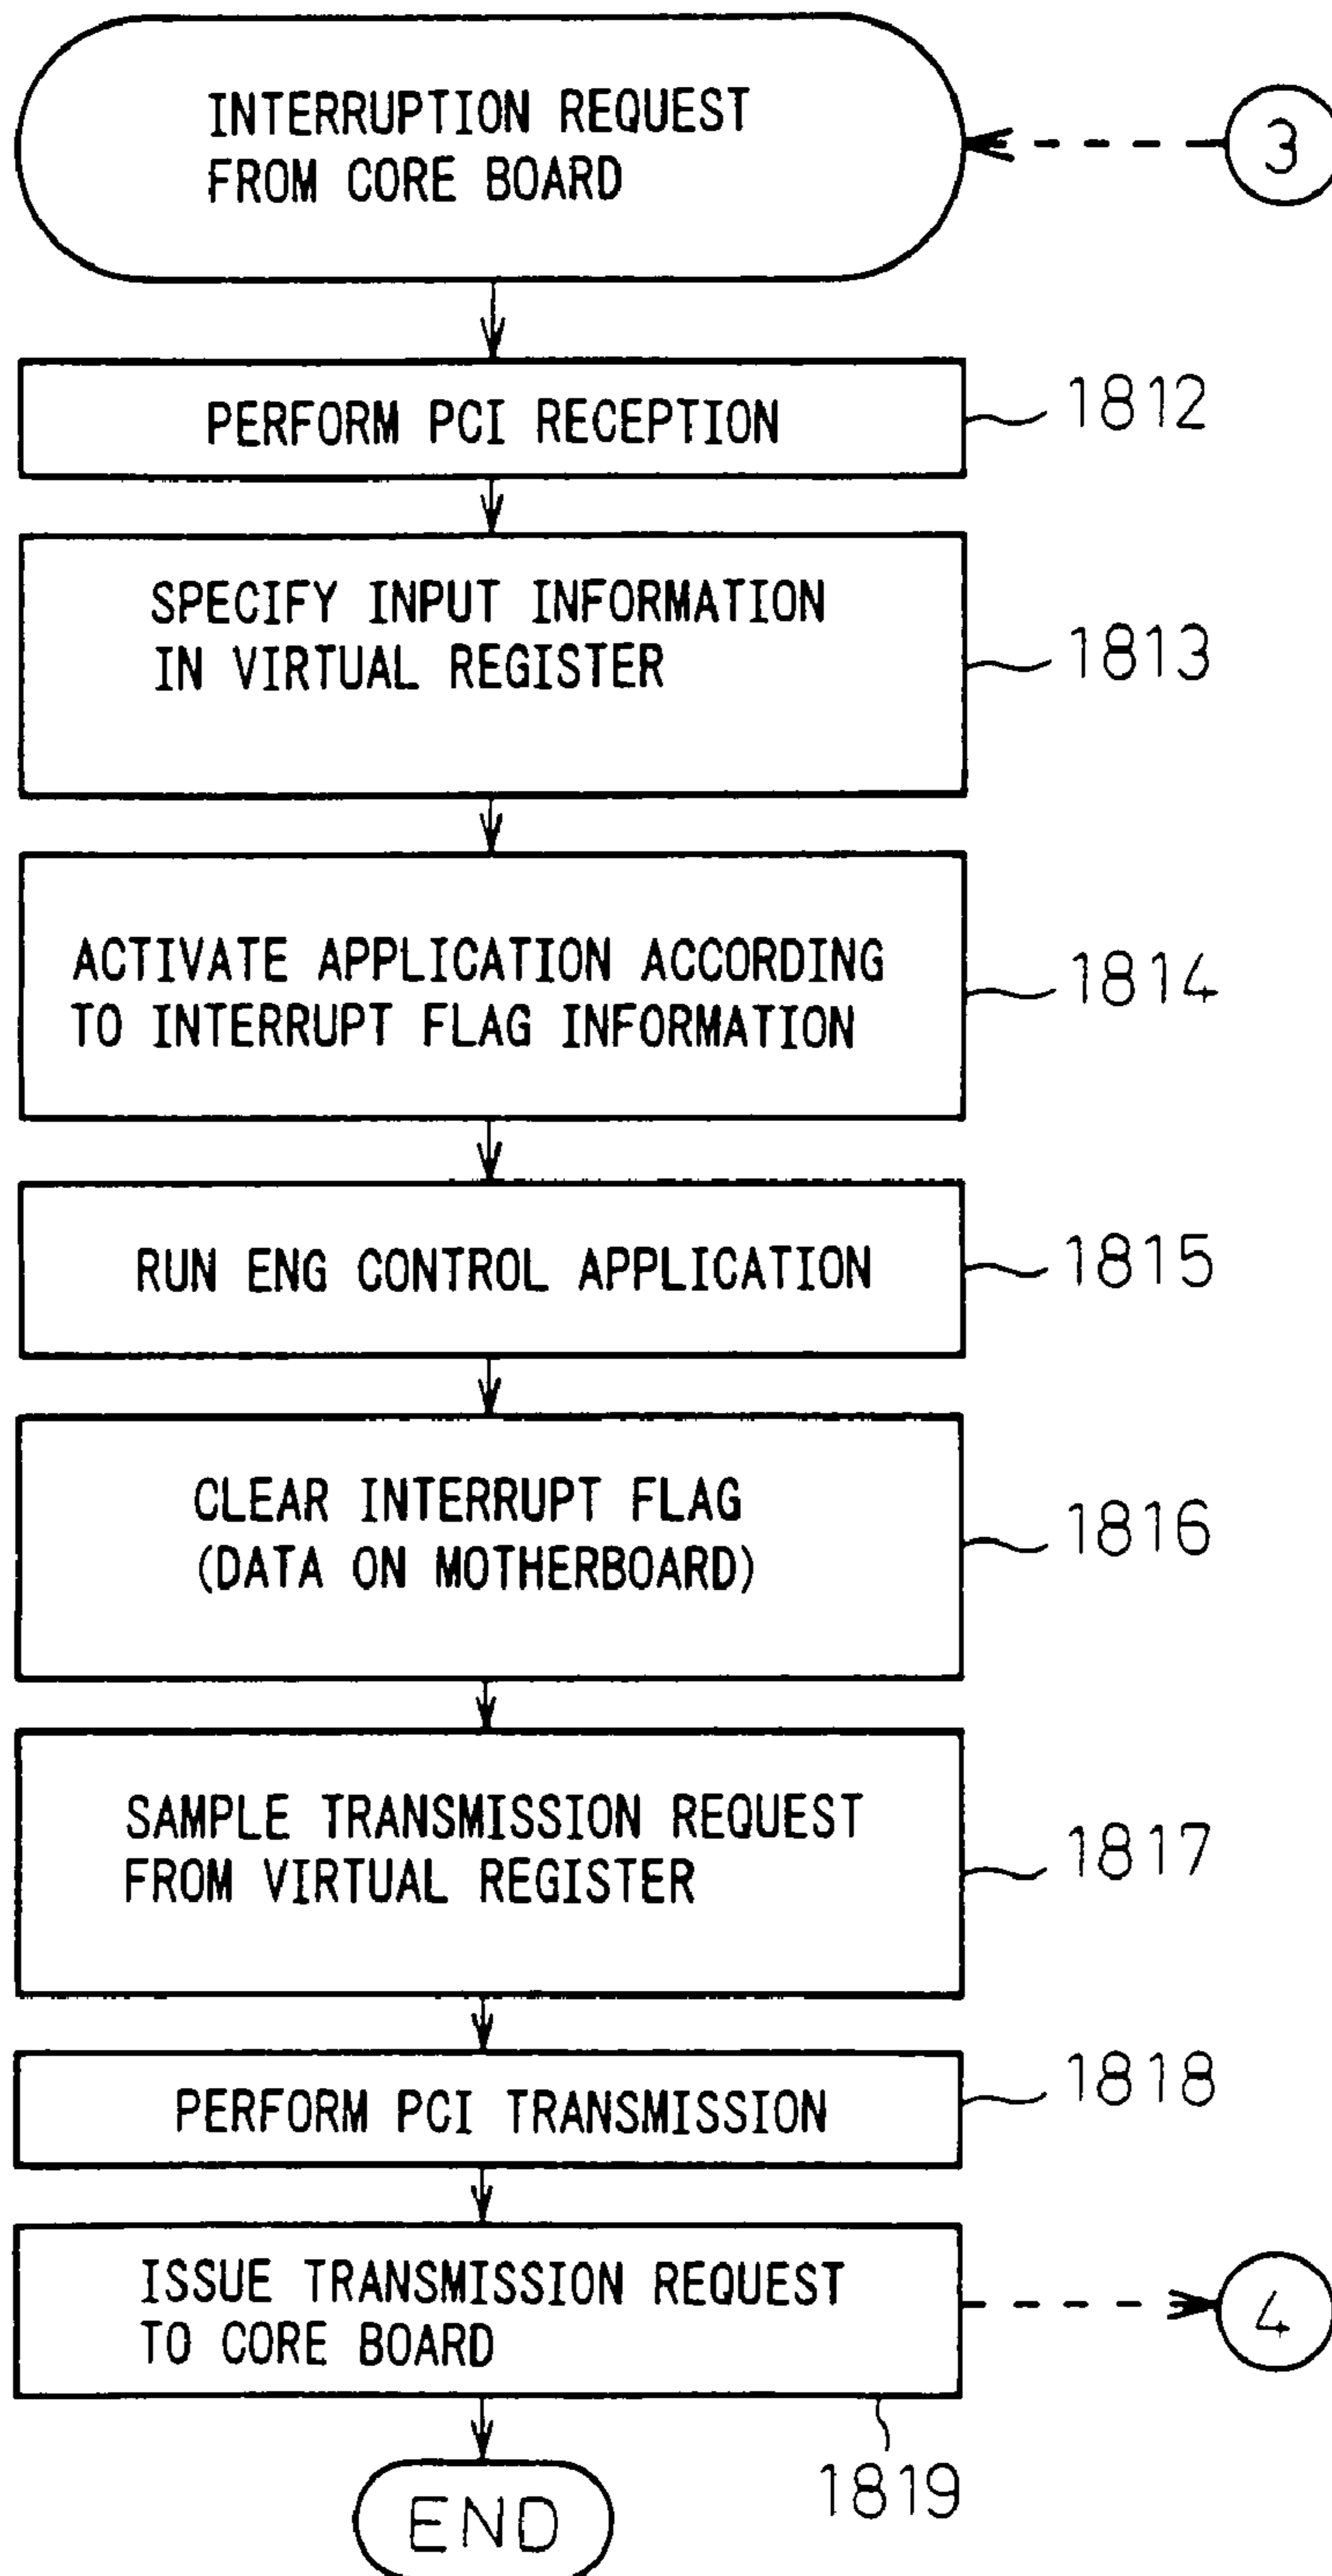 INTERRUPTION REQUEST
FROM CORE BOARD
3
PERFORM PCI RECEPTION
1812
SPECIFY INPUT INFORMATION
IN VIRTUAL REGISTER
1813
ACTIVATE APPLICATION ACCORDING
TO INTERRUPT FLAG INFORMATION
1814
RUN ENG CONTROL APPLICATION
1815
CLEAR INTERRUPT FLAG
(DATA ON MOTHERBOARD)
1816
SAMPLE TRANSMISSION REQUEST
FROM VIRTUAL REGISTER
1817
PERFORM PCI TRANSMISSION
1818
ISSUE TRANSMISSION REQUEST
TO CORE BOARD
4
1819
END